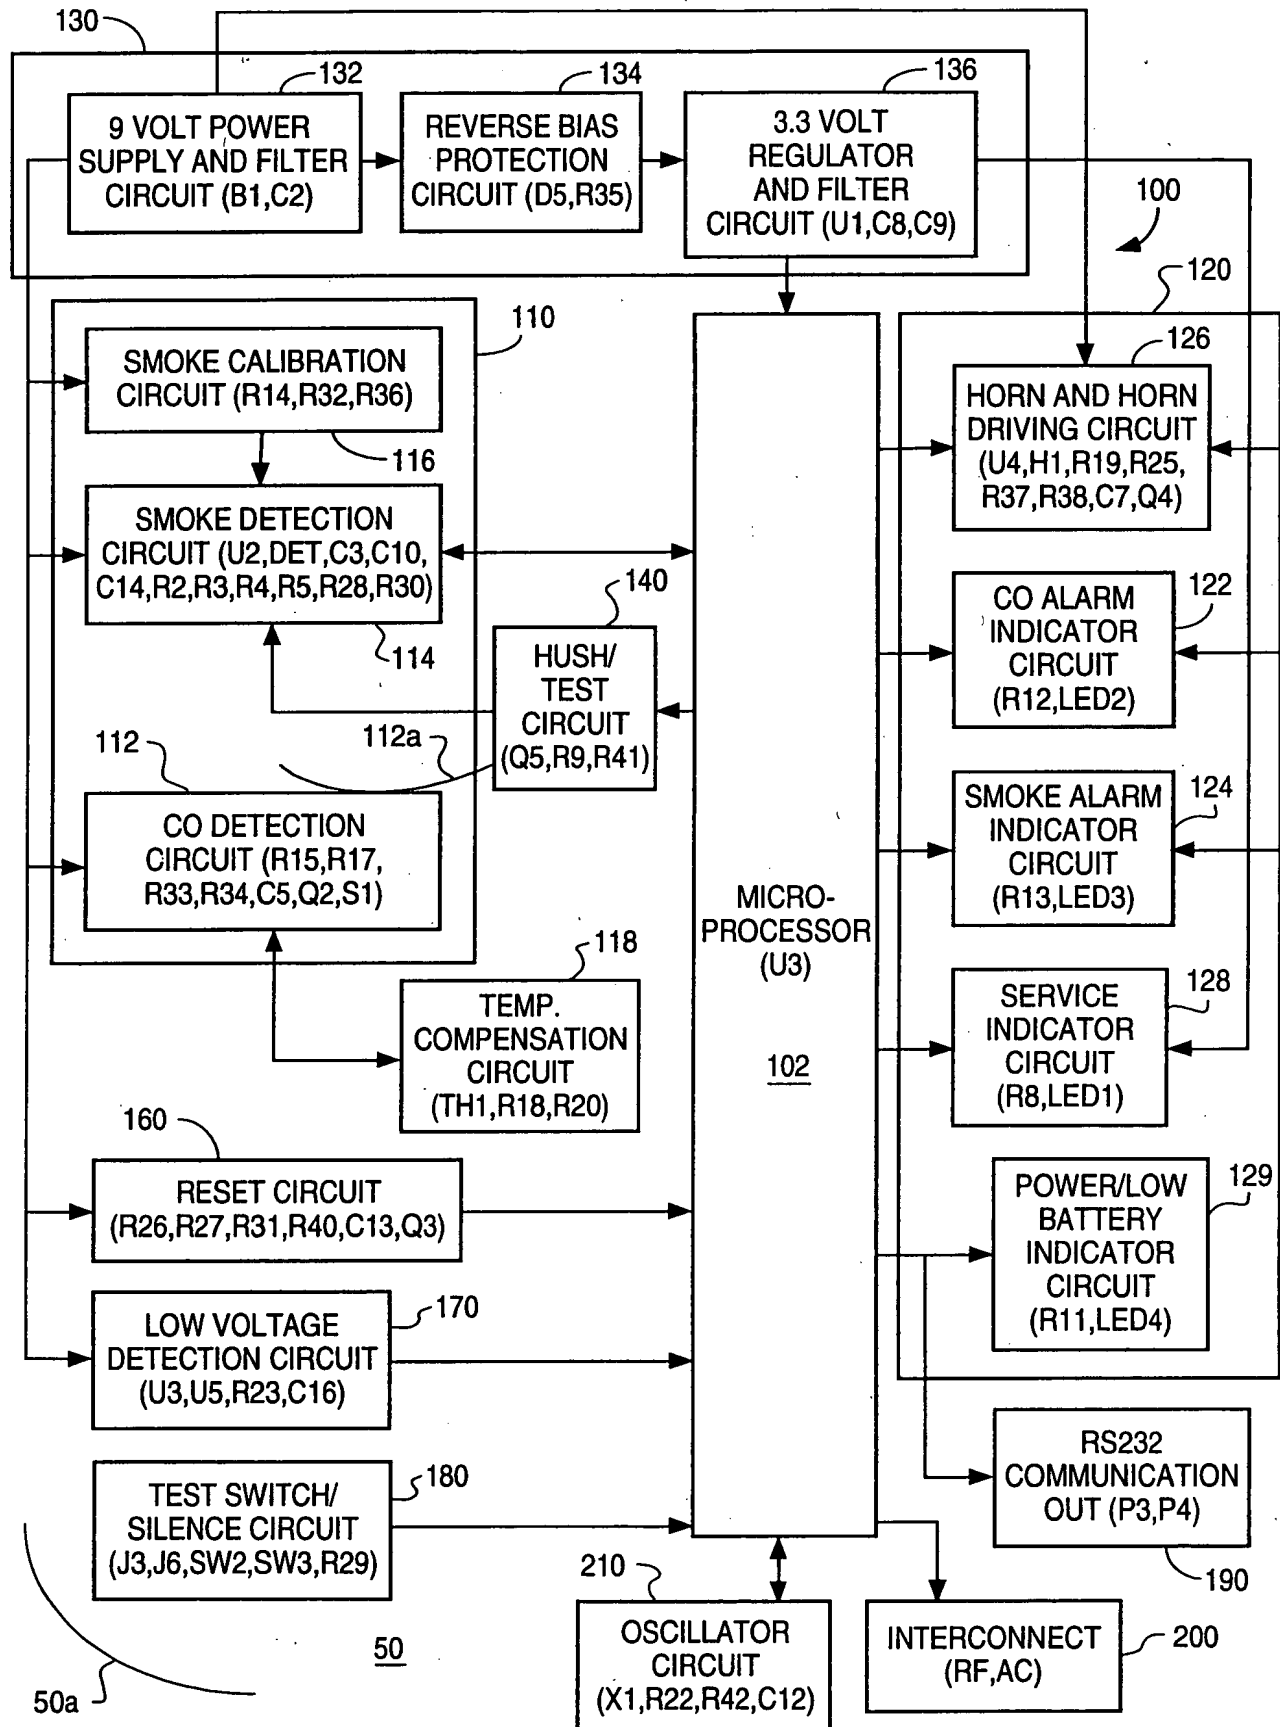 130
132
9 VOLT POWER
SUPPLY AND FILTER
CIRCUIT (B1,C2)
134
REVERSE BIAS
PROTECTION
CIRCUIT (D5,R35)
136
3.3 VOLT
REGULATOR
AND FILTER
CIRCUIT (U1,C8,C9)
100
110
SMOKE CALIBRATION
CIRCUIT (R14,R32,R36)
116
SMOKE DETECTION
CIRCUIT (U2,DET,C3,C10,
C14,R2,R3,R4,R5,R28,R30)
114
140
HUSH/
TEST
CIRCUIT
(Q5,R9,R41)
112
112a
CO DETECTION
CIRCUIT (R15,R17,
R33,R34,C5,Q2,S1)
118
TEMP.
COMPENSATION
CIRCUIT
(TH1,R18,R20)
160
RESET CIRCUIT
(R26,R27,R31,R40,C13,Q3)
170
LOW VOLTAGE
DETECTION CIRCUIT
(U3,U5,R23,C16)
180
TEST SWITCH/
SILENCE CIRCUIT
(J3,J6,SW2,SW3,R29)
MICRO-
PROCESSOR
(U3)
102
120
126
HORN AND HORN
DRIVING CIRCUIT
(U4,H1,R19,R25,
R37,R38,C7,Q4)
122
CO ALARM
INDICATOR
CIRCUIT
(R12,LED2)
124
SMOKE ALARM
INDICATOR
CIRCUIT
(R13,LED3)
128
SERVICE
INDICATOR
CIRCUIT
(R8,LED1)
129
POWER/LOW
BATTERY
INDICATOR
CIRCUIT
(R11,LED4)
RS232
COMMUNICATION
OUT (P3,P4)
190
210
OSCILLATOR
CIRCUIT
(X1,R22,R42,C12)
INTERCONNECT
(RF,AC)
200
50
50a